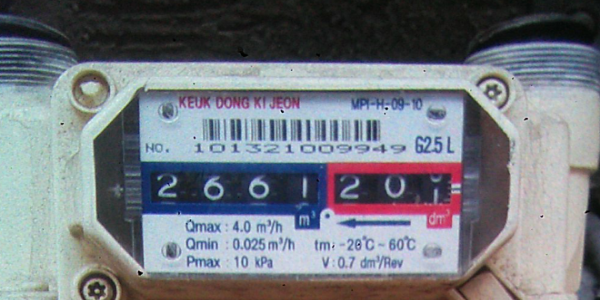 KEUK DONG KI JEON MPI-H-09-10
NO. 101321009949 G2.5 L
2661 20
m³ dm³
Qmax : 4.0 m³/h
Qmin : 0.025 m³/h tm: -20℃ ~ 60℃
Pmax : 10 kPa V : 0.7 dm³/Rev